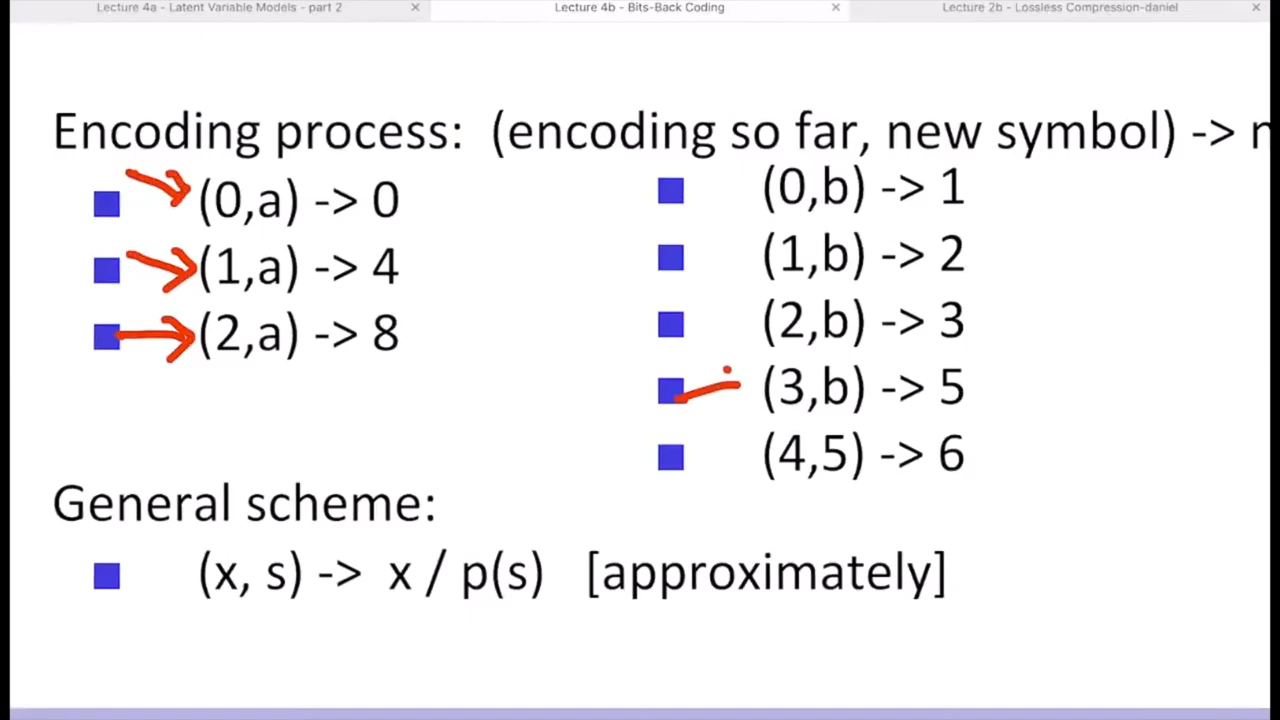 Lecture 4a - Latent Variable Models - part 2 × Lecture 4b - Bits-Back Coding × Lecture 2b - Lossless Compression-daniel ×
Encoding process: (encoding so far, new symbol) ->
(0,a) -> 0
(1,a) -> 4
(2,a) -> 8
(0,b) -> 1
(1,b) -> 2
(2,b) -> 3
(3,b) -> 5
(4,5) -> 6
General scheme:
(x, s) -> x / p(s) [approximately]